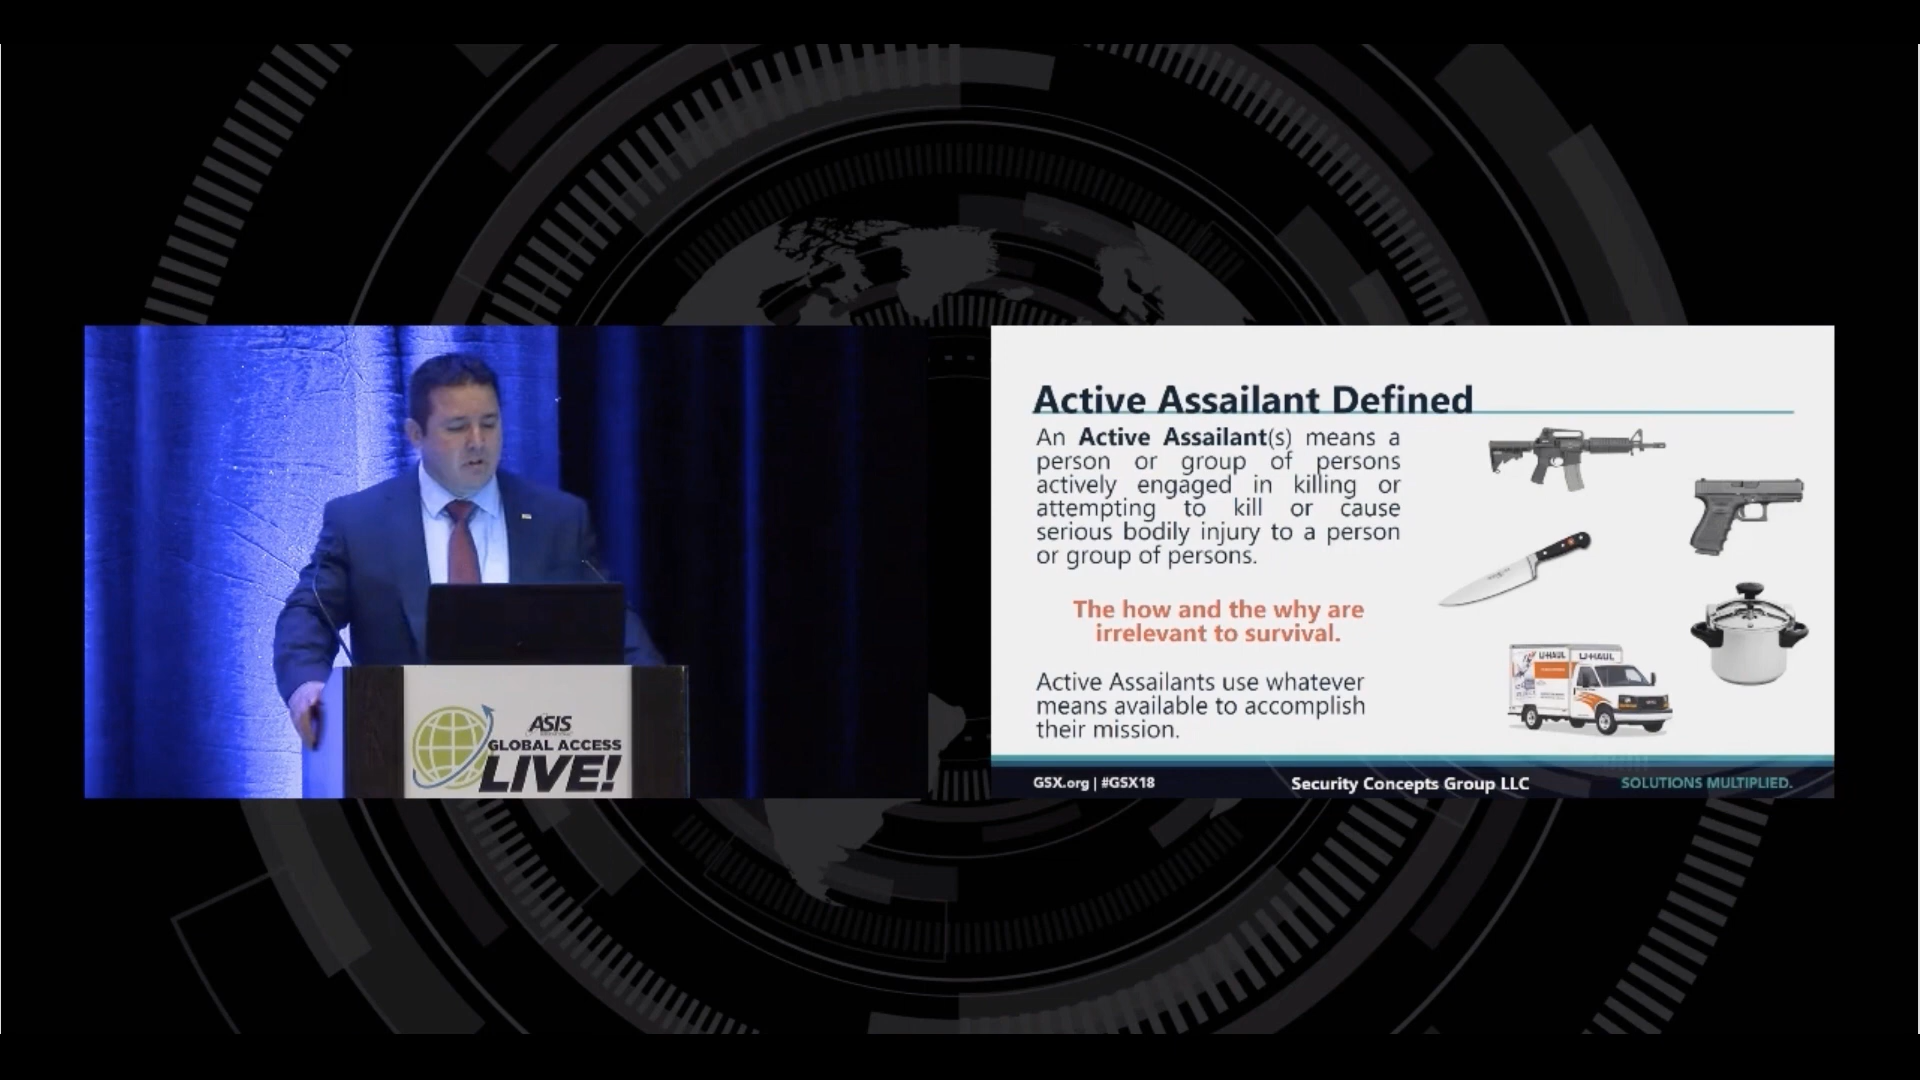 ASIS
GLOBAL ACCESS
LIVE!
Active Assailant Defined
An Active Assailant(s) means a
person or group of persons
actively engaged in killing or
attempting to kill or cause
serious bodily injury to a person
or group of persons.
The how and the why are
irrelevant to survival.
Active Assailants use whatever
means available to accomplish
their mission.
U-HAUL U-HAUL
GSX.org | #GSX18
Security Concepts Group LLC
SOLUTIONS MULTIPLIED.